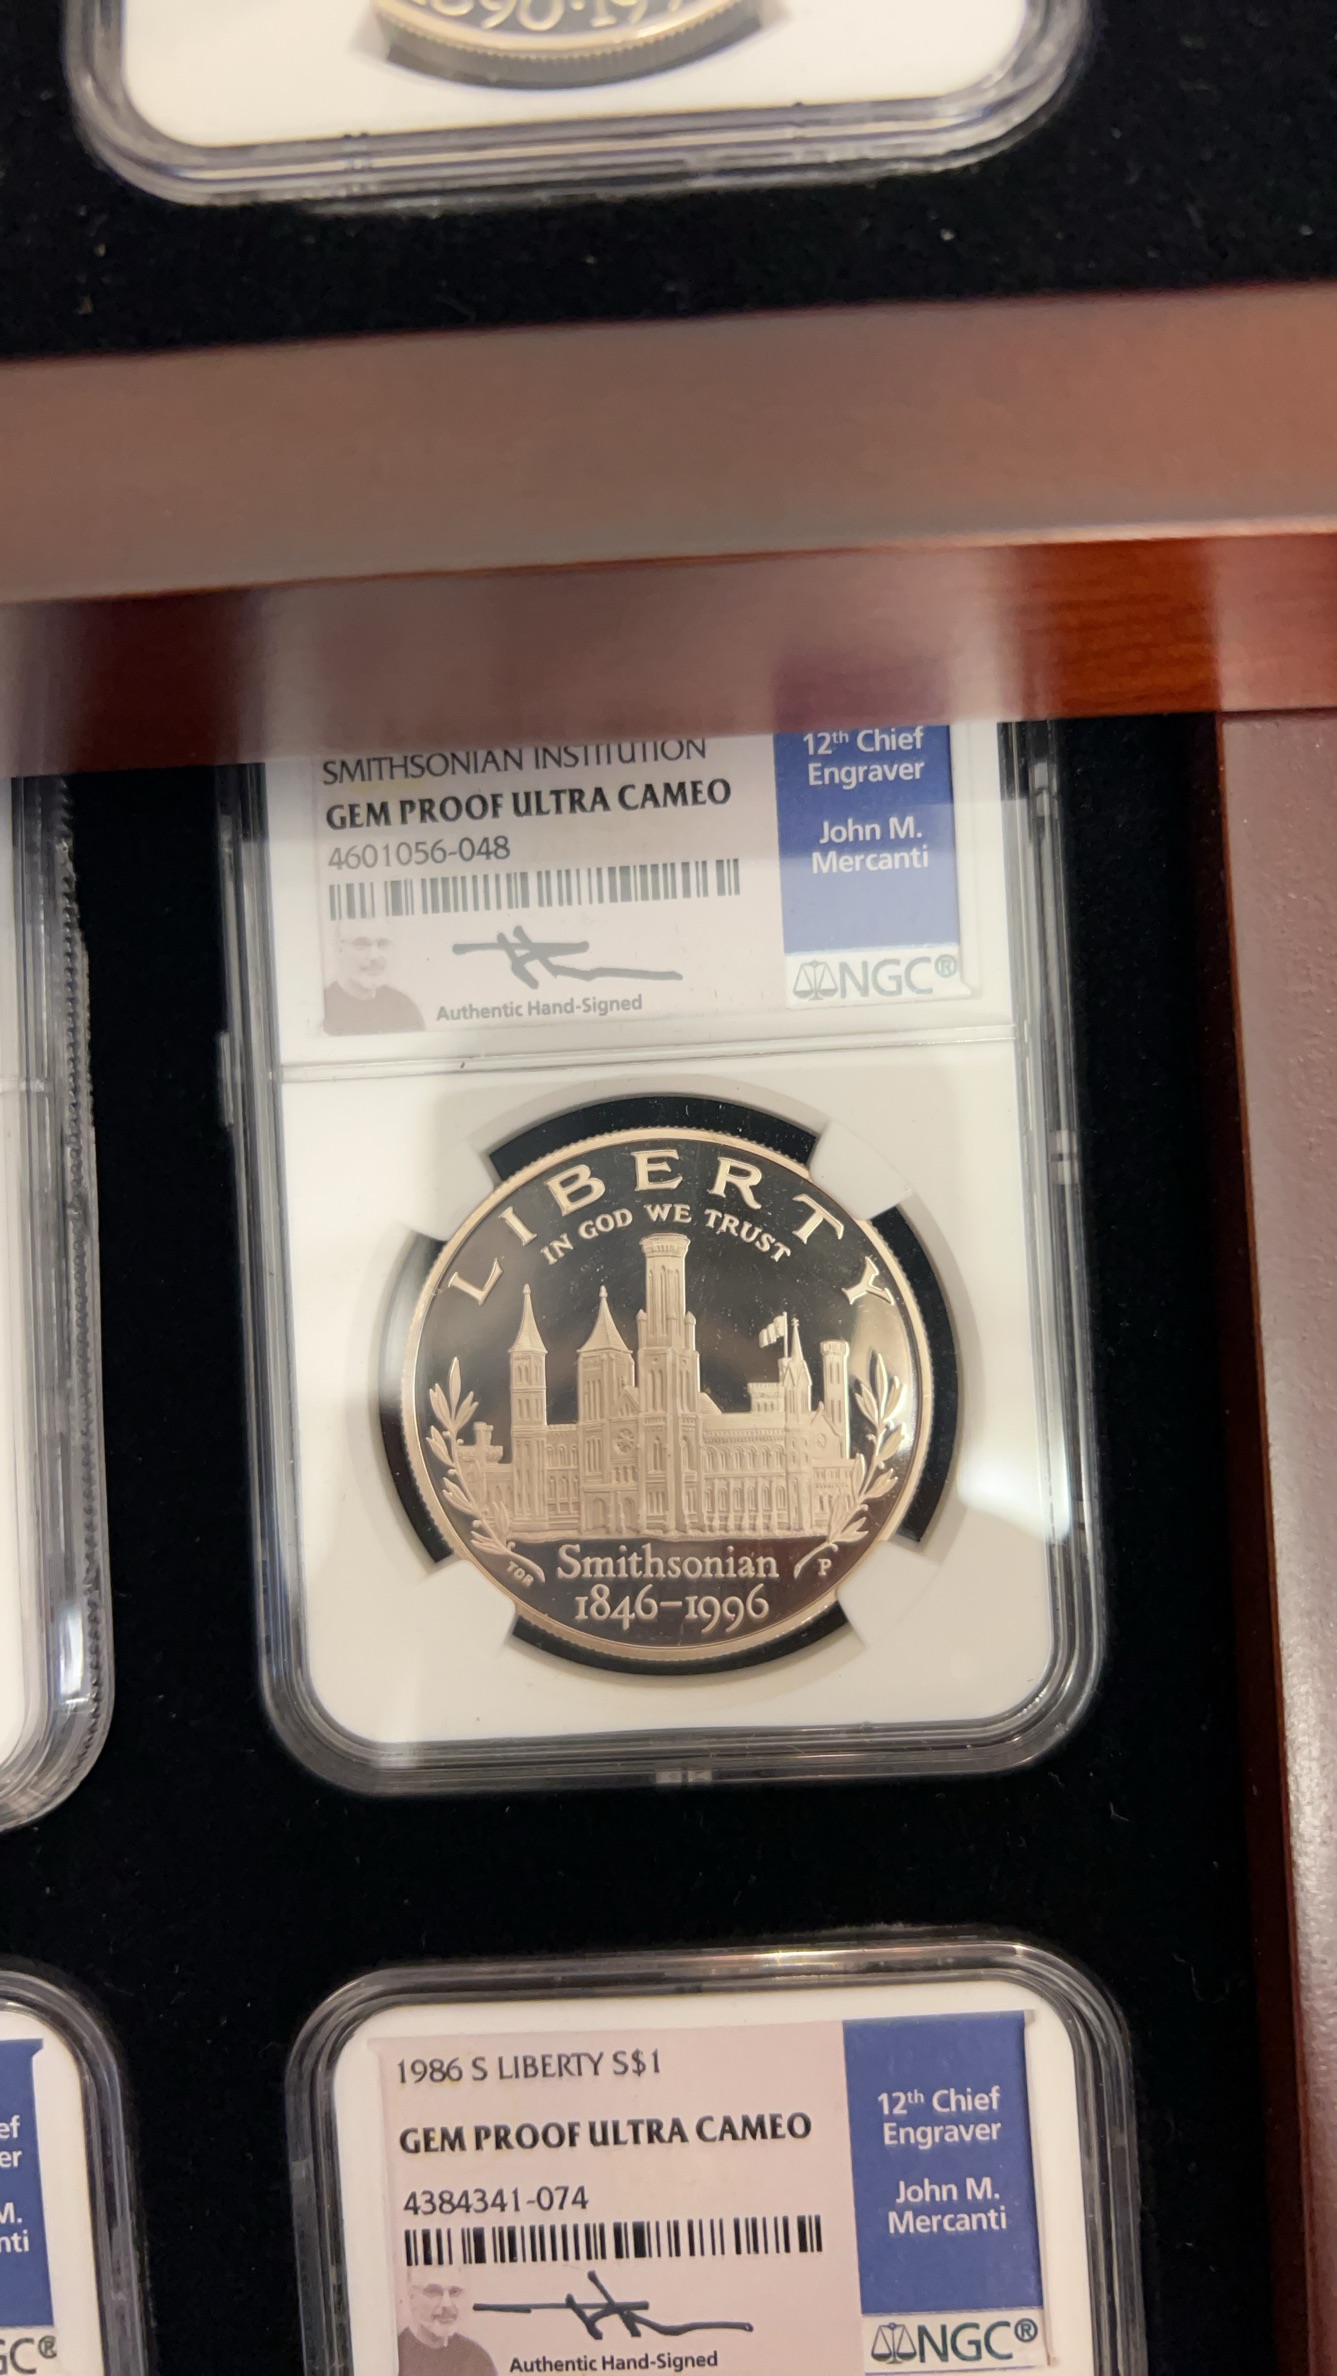 SMITHSONIAN INSTITUTION
GEM PROOF ULTRA CAMEO
4601056-048
Authentic Hand-Signed
12th Chief
Engraver
John M.
Mercanti
NGC®
LIBERTY
IN GOD WE TRUST
TDR
P
Smithsonian
1846-1996
1986 S LIBERTY S$1
GEM PROOF ULTRA CAMEO
4384341-074
Authentic Hand-Signed
12th Chief
Engraver
John M.
Mercanti
NGC®